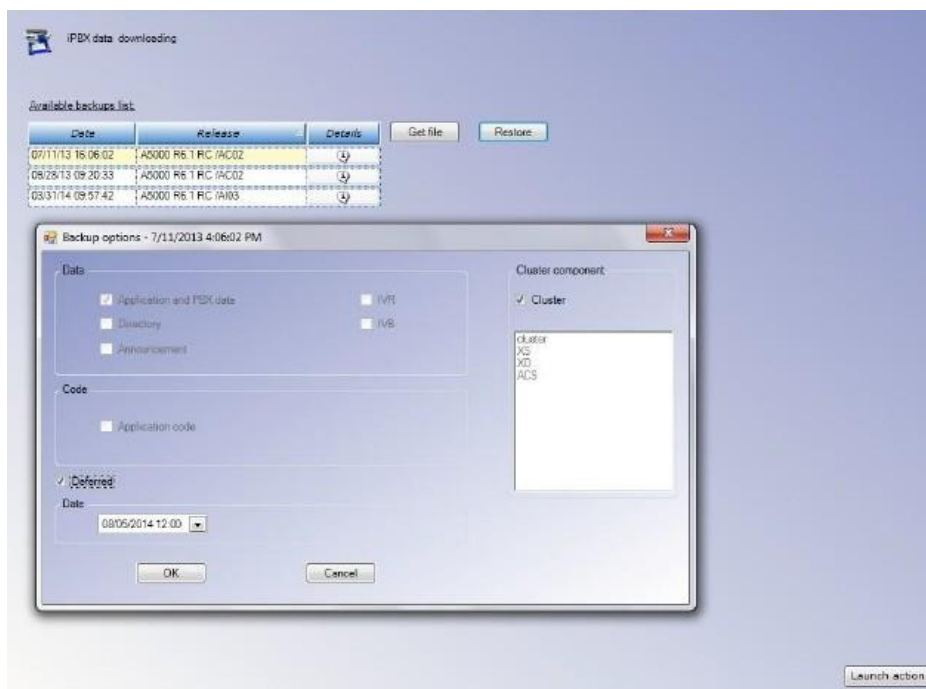 iPBX data downloading
Available backups list
Date Release Details Get file Restore
07/11/13 16:06:02 A5000 R6.1 RC /AC02
08/28/13 09:20:33 A5000 R6.1 RC /AC02
03/31/14 09:57:42 A5000 R6.1 RC /AI03
Backup options - 7/11/2013 4:06:02 PM
Data
Application and PBX data IVR
Directory IVB
Announcement
Code
Application code
Deferred
Date
08/05/2014 12:00
OK Cancel
Cluster component
Cluster
cluster
XS
XD
ACS
Launch action